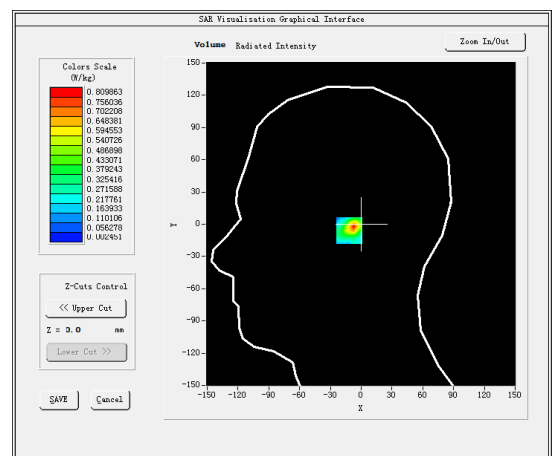 SAR Visualisation Graphical Interface
Volume Radiated Intensity
Zoom In/Out
Colors Scale
(W/kg)
0.809863
0.756036
0.702208
0.648381
0.594553
0.540726
0.486898
0.433071
0.379243
0.325416
0.271588
0.217761
0.163933
0.110106
0.056278
0.002451
Z-Cuts Control
<< Upper Cut
Z = 0.0 mm
Lower Cut >>
SAVE Cancel
150
120
90
60
30
0
-30
-60
-90
-120
-150
Y
-150 -120 -90 -60 -30 0 30 60 90 120 150
X